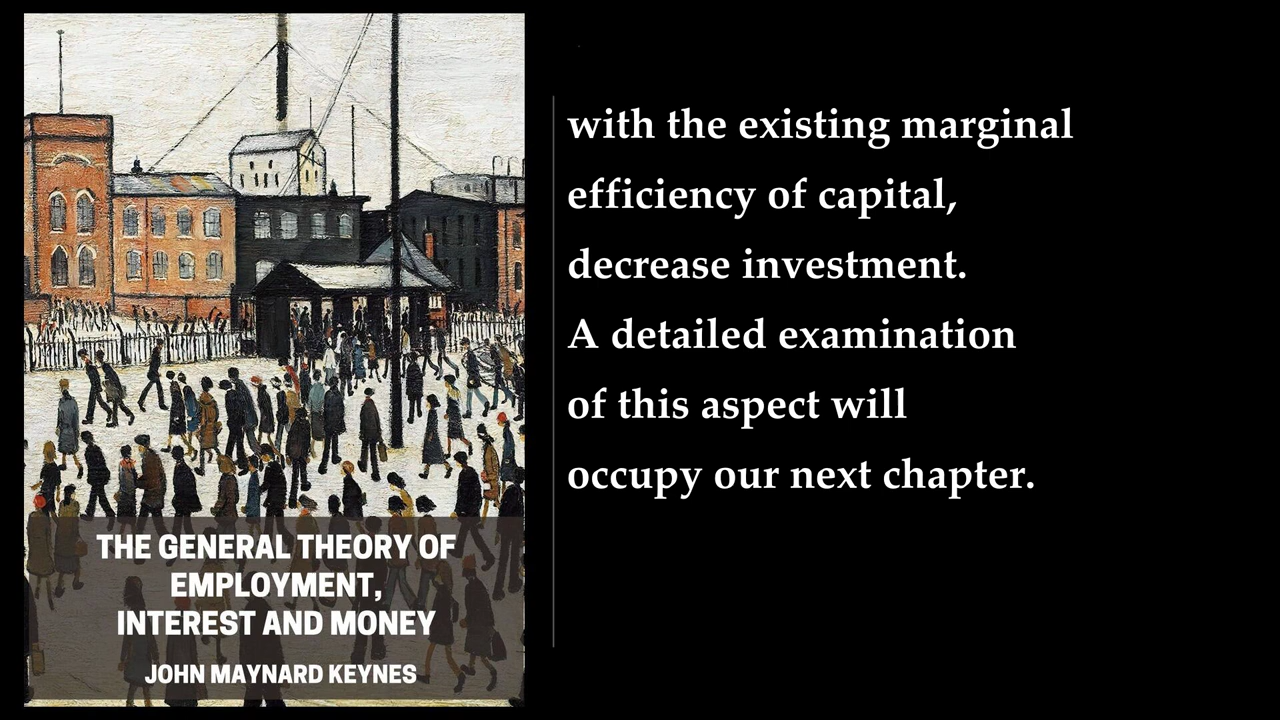 THE GENERAL THEORY OF
EMPLOYMENT,
INTEREST AND MONEY
JOHN MAYNARD KEYNES
with the existing marginal
efficiency of capital,
decrease investment.
A detailed examination
of this aspect will
occupy our next chapter.